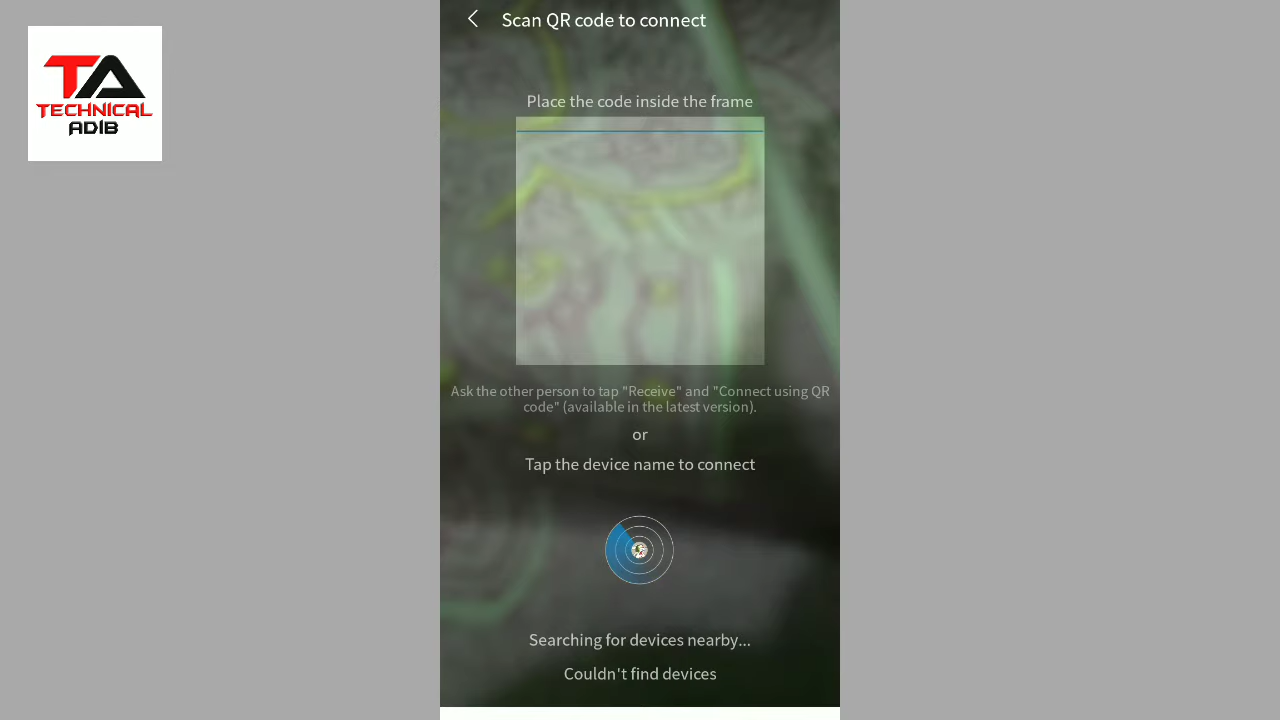 TA
TECHNICAL
ADIB
Scan QR code to connect
Place the code inside the frame
Ask the other person to tap "Receive" and "Connect using QR
code" (available in the latest version).
or
Tap the device name to connect
Searching for devices nearby...
Couldn't find devices